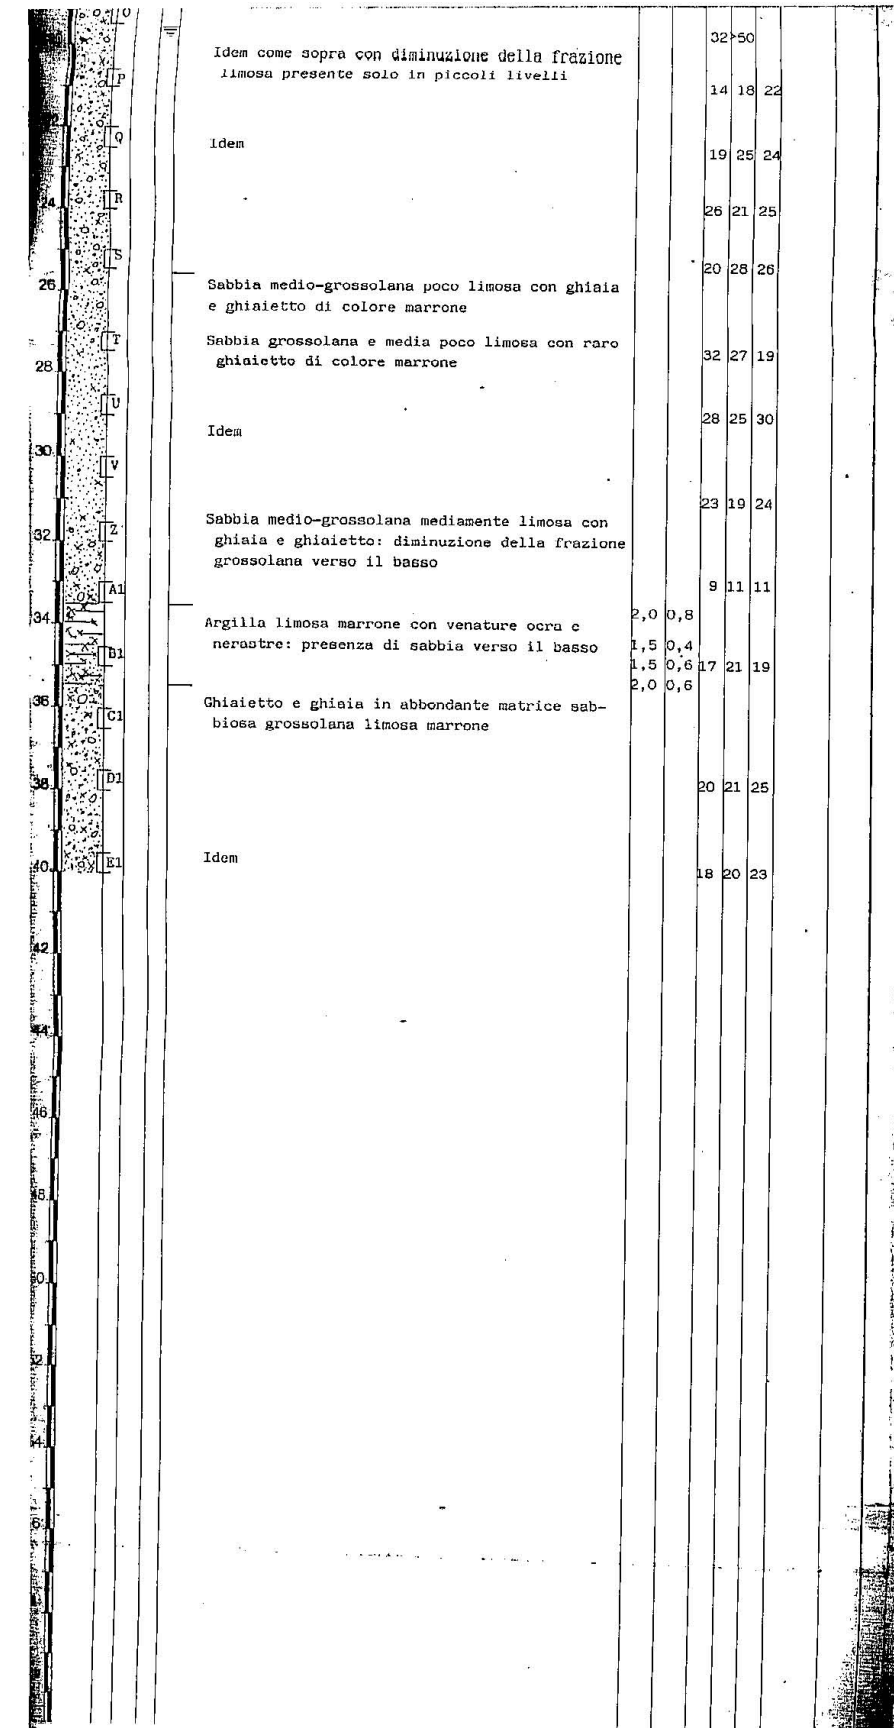 O
32 >50
Idem come sopra con diminuzione della frazione
limosa presente solo in piccoli livelli
P
14 18 22
Q
Idem
19 25 24
R
24
26 21 25
S
20 28 26
26
Sabbia medio-grossolana poco limosa con ghiaia
e ghiaietto di colore marrone
T
Sabbia grossolana e media poco limosa con raro
ghiaietto di colore marrone
32 27 19
28
U
28 25 30
Idem
30
V
23 19 24
Sabbia medio-grossolana mediamente limosa con
ghiaia e ghiaietto: diminuzione della frazione
grossolana verso il basso
32
Z
A1
9 11 11
34
2,0 0,8
Argilla limosa marrone con venature ocra e
nerastre: presenza di sabbia verso il basso
1,5 0,4
B1
1,5 0,6 17 21 19
2,0 0,6
36
Ghiaietto e ghiaia in abbondante matrice sab-
biosa grossolana limosa marrone
C1
38
D1
20 21 25
Idem
40
E1
18 20 23
42
44
46